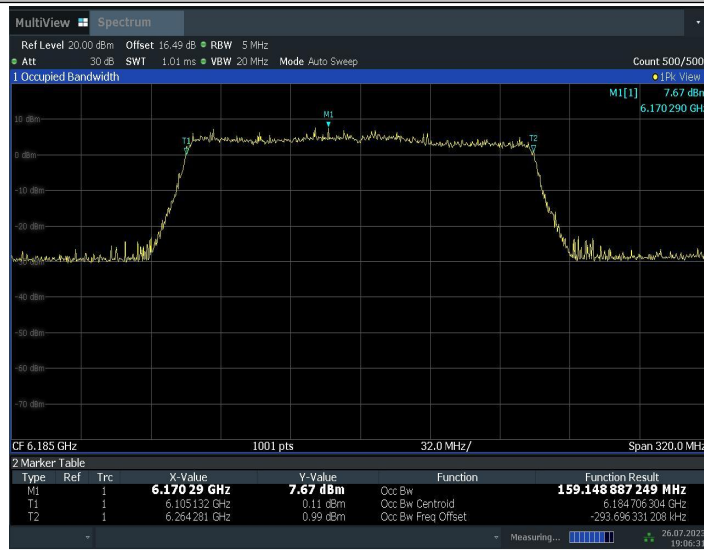 MultiView Spectrum
Ref Level 20.00 dBm Offset 16.49 dB RBW 5 MHz
Att 30 dB SWT 1.01 ms VBW 20 MHz Mode Auto Sweep Count 500/500
1 Occupied Bandwidth 1Pk View
M1[1] 7.67 dBm
6.170 290 GHz
M1
10 dBm
T1
T2
0 dBm
-10 dBm
-20 dBm
-40 dBm
-50 dBm
-60 dBm
-70 dBm
CF 6.185 GHz 1001 pts 32.0 MHz/ Span 320.0 MHz
2 Marker Table
Type Ref Trc X-Value Y-Value Function Function Result
M1 1 6.170 29 GHz 7.67 dBm Occ Bw 159.148 887 249 MHz
T1 1 6.105 132 GHz 0.11 dBm Occ Bw Centroid 6.184 706 304 GHz
T2 1 6.264 281 GHz 0.99 dBm Occ Bw Freq Offset -293.696 331 208 kHz
Measuring... 26.07.2023
19:06:31